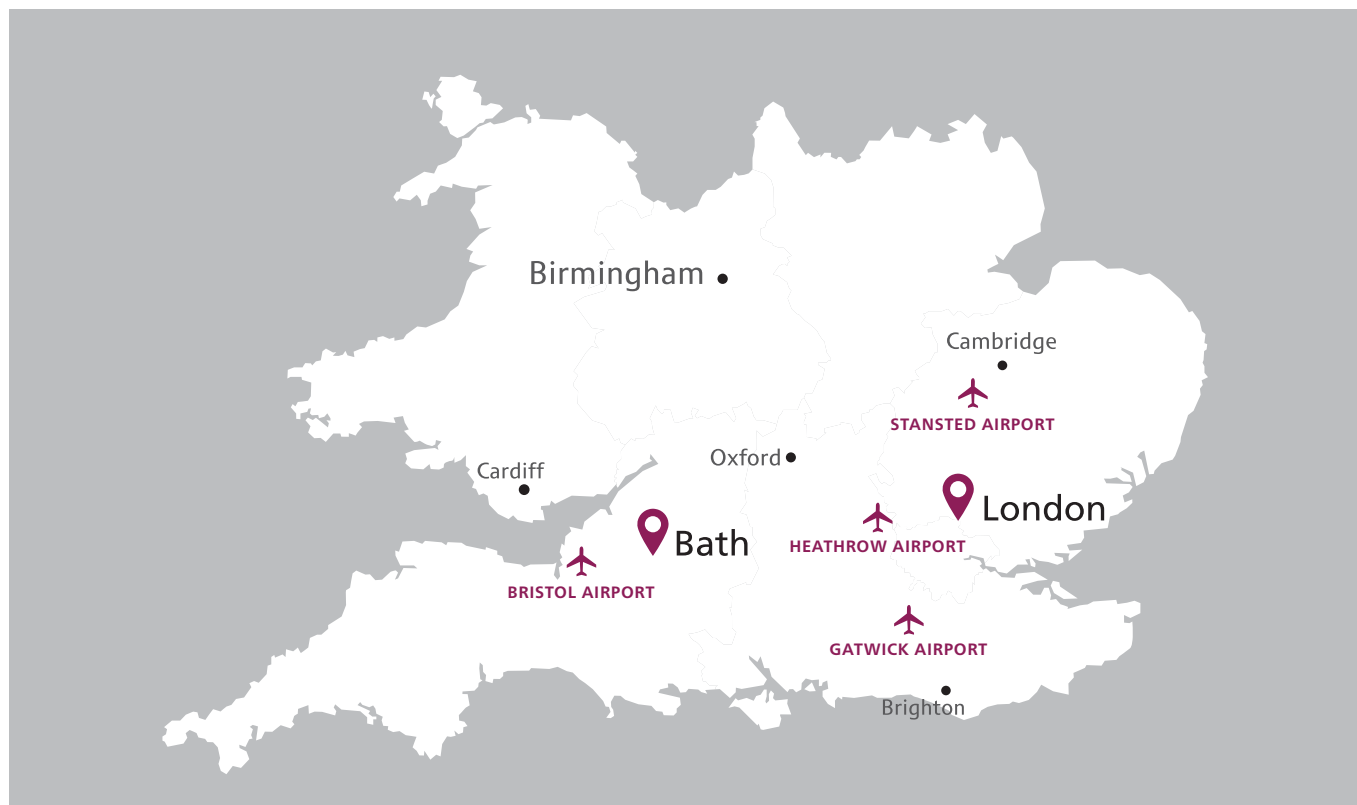 Birmingham
Cambridge
STANSTED AIRPORT
Oxford
Cardiff
London
Bath
HEATHROW AIRPORT
BRISTOL AIRPORT
GATWICK AIRPORT
Brighton